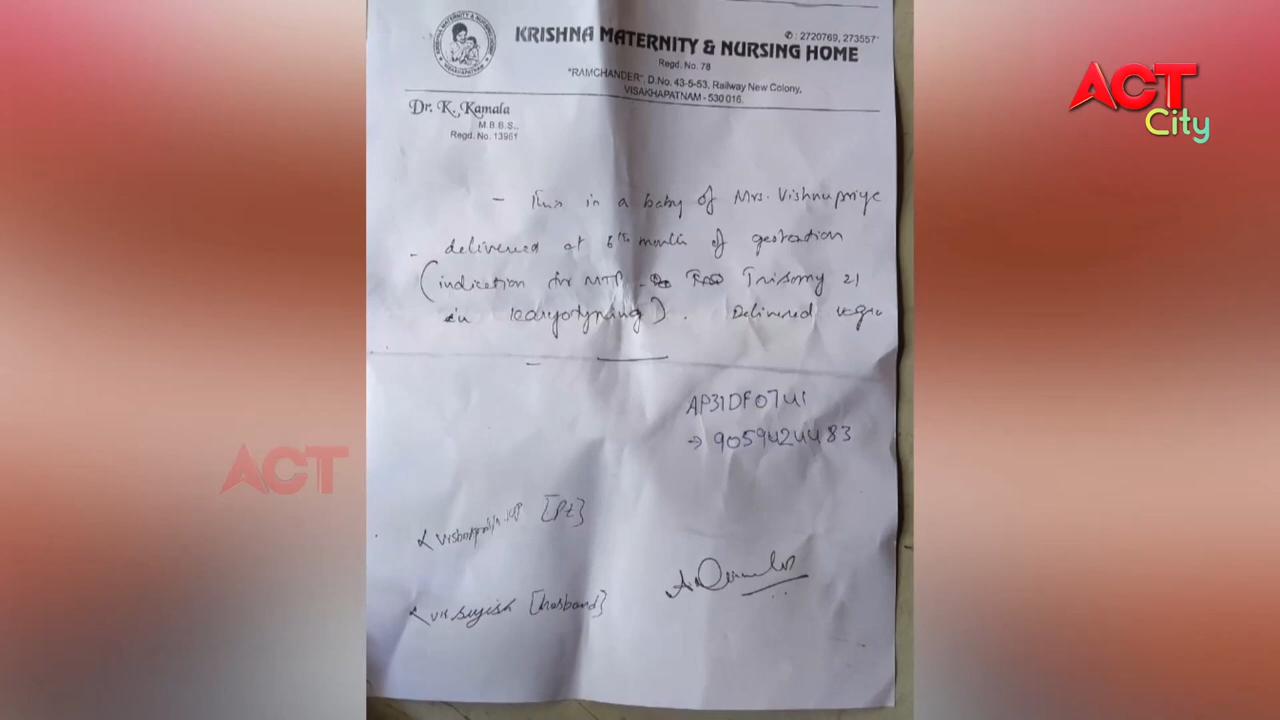 KRISHNA MATERNITY & NURSING HOME
✆ : 2720769, 273557
Regd. No. 78
"RAMCHANDER", D.No. 43-5-53, Railway New Colony,
VISAKHAPATNAM - 530 016.
VISAKHAPATNAM
Dr. K. Kamala
M.B.B.S.,
Regd. No. 13961
ACT
City
- This is a baby of Mrs. Vishnupriya
- delivered at 6th month of gestation
(indication for MTP - Trisomy 21
in karyotyping). Delivered
AP31DF0741
→ 9059424483
ACT
[Pt]
[husband]